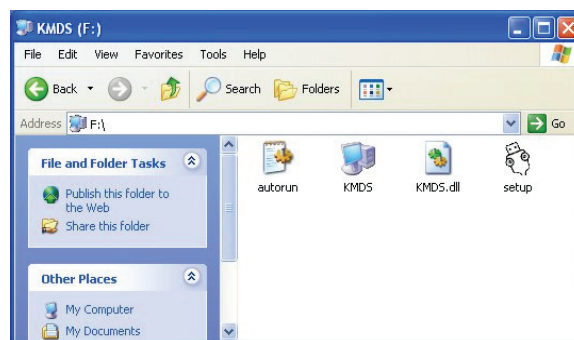 KMDS (F:)
File Edit View Favorites Tools Help
Back Search Folders
Address F:\ Go
File and Folder Tasks
Publish this folder to
the Web
Share this folder
Other Places
My Computer
My Documents
autorun KMDS KMDS.dll setup